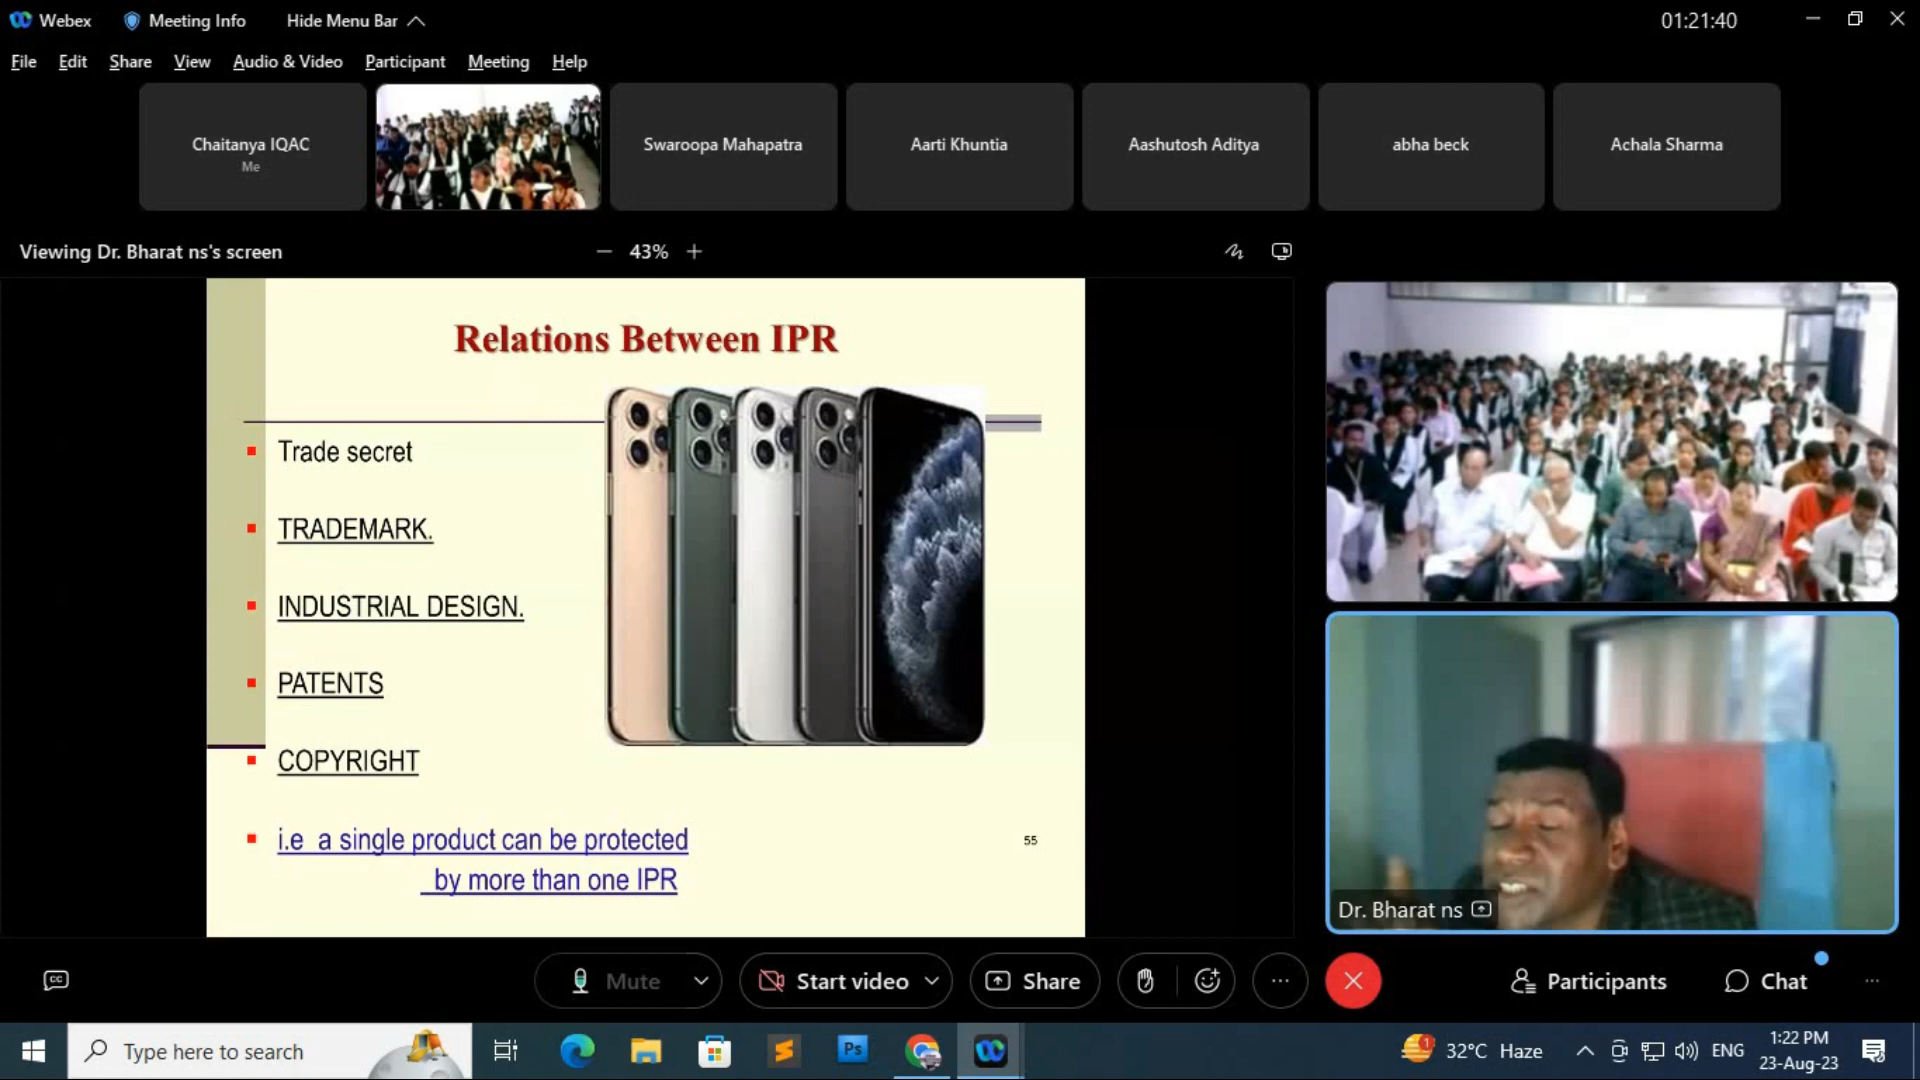 Webex
Meeting Info
Hide Menu Bar
01:21:40
File Edit Share View Audio & Video Participant Meeting Help
Chaitanya IQAC
Me
Swaroopa Mahapatra
Aarti Khuntia
Aashutosh Aditya
abha beck
Achala Sharma
Viewing Dr. Bharat ns's screen
43%
Relations Between IPR
Trade secret
TRADEMARK.
INDUSTRIAL DESIGN.
PATENTS
COPYRIGHT
i.e a single product can be protected
by more than one IPR
55
Dr. Bharat ns
CC
Mute
Start video
Share
Participants
Chat
Type here to search
Ps
1
32°C Haze
ENG
1:22 PM
23-Aug-23
3